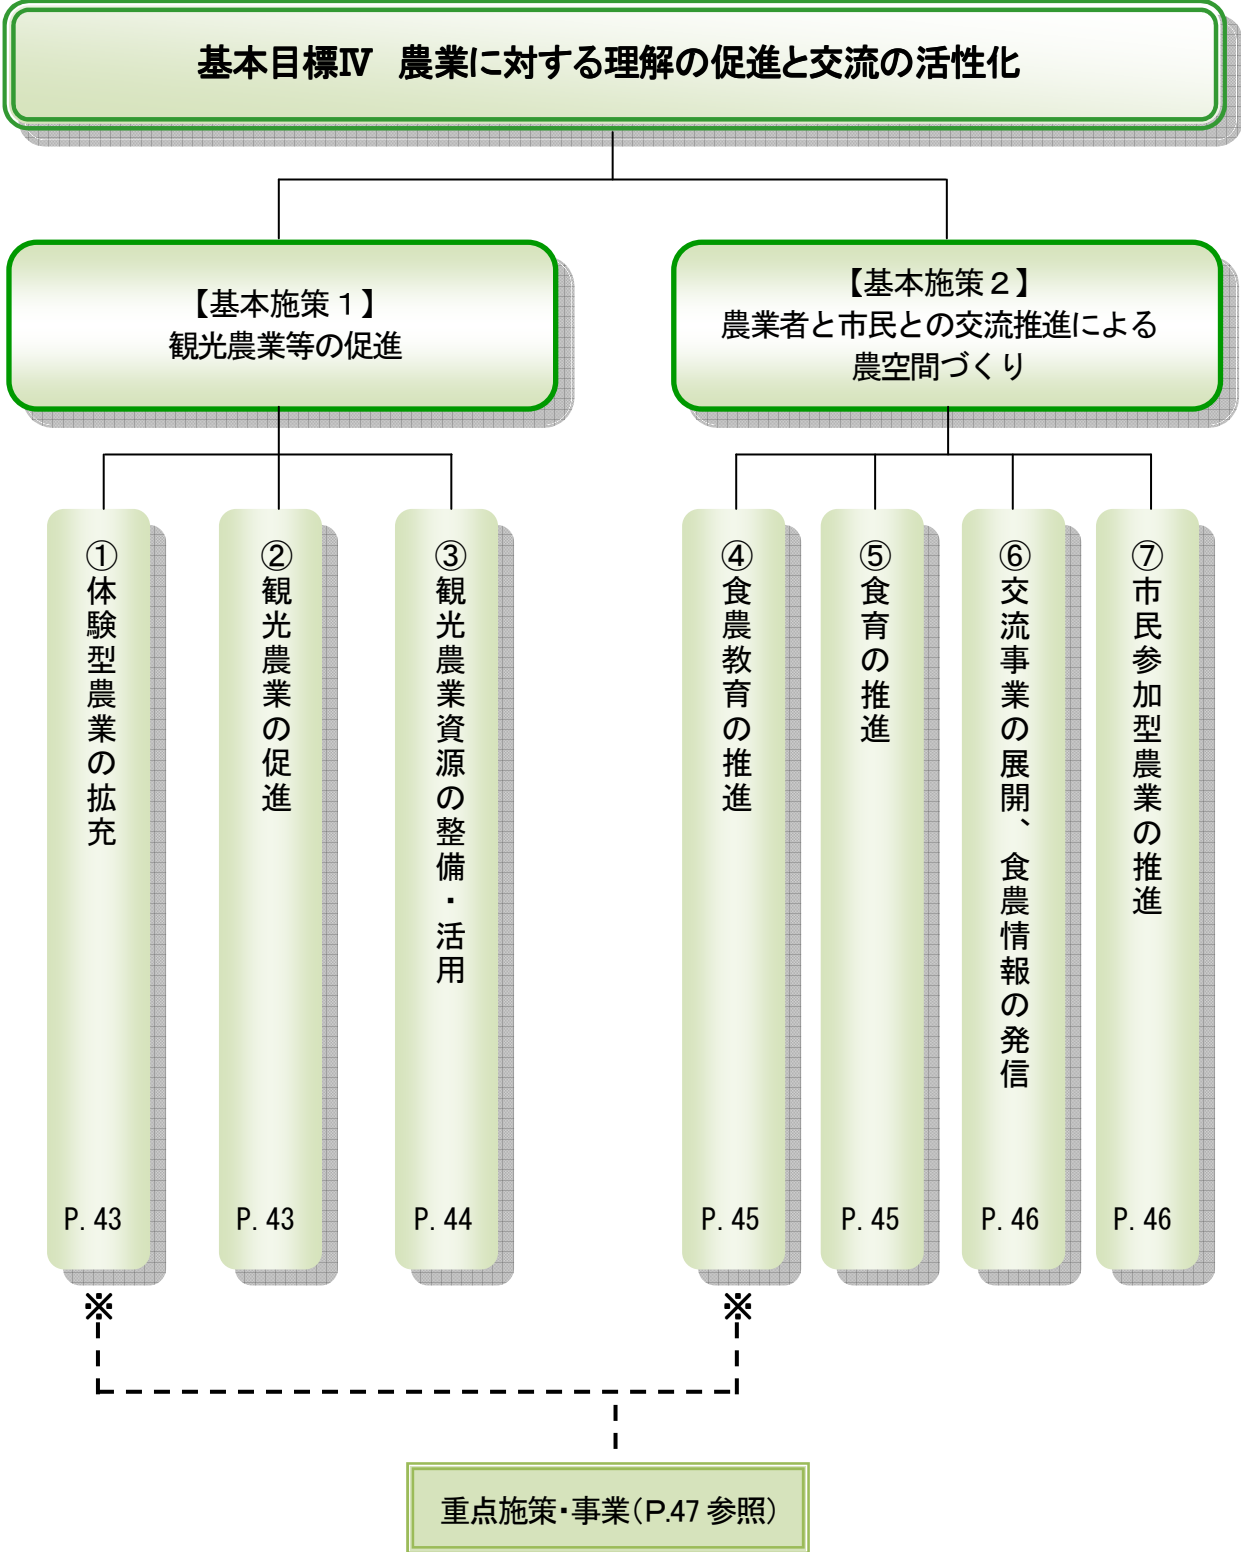 基本目標Ⅳ　農業に対する理解の促進と交流の活性化
【基本施策１】
観光農業等の促進
【基本施策２】
農業者と市民との交流推進による
農空間づくり
①体験型農業の拡充
P.43
②観光農業の促進
P.43
③観光農業資源の整備・活用
P.44
④食農教育の推進
P.45
⑤食育の推進
P.45
⑥交流事業の展開、食農情報の発信
P.46
⑦市民参加型農業の推進
P.46
※
※
重点施策・事業（P.47 参照）